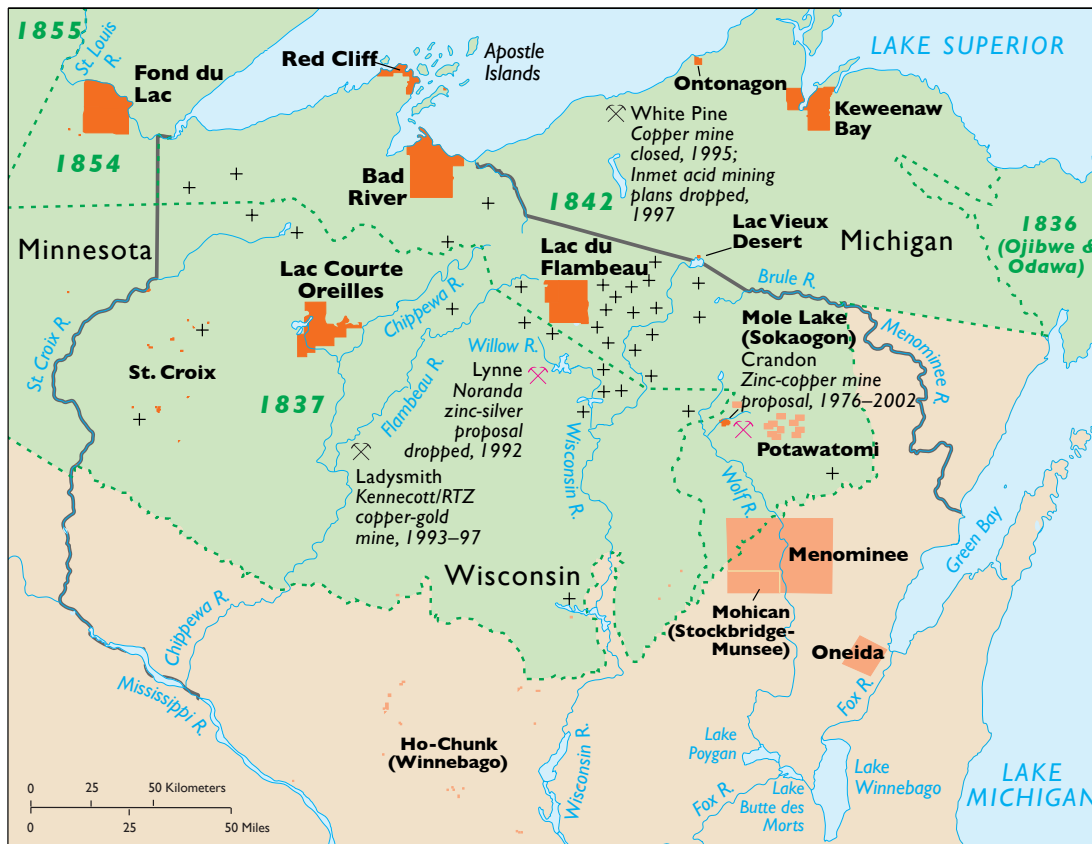 1855
St. Louis
R.
Fond du
Lac
1854
Red Cliff
Apostle
Islands
LAKE SUPERIOR
Ontonagon
Keweenaw
Bay
White Pine
Copper mine
closed, 1995;
Inmet acid mining
plans dropped,
1997
Bad
River
1842
Minnesota
Lac Vieux
Desert
Michigan
1836
(Ojibwe &
Odawa)
Lac du
Flambeau
Lac Courte
Oreilles
Chippewa R.
Brule R.
St. Croix R.
Menominee R.
Mole Lake
(Sokaogon)
Crandon
Zinc-copper mine
proposal, 1976–2002
Willow R.
Lynne
Noranda
zinc-silver
proposal
dropped, 1992
St. Croix
1837
Flambeau R.
Wisconsin R.
Potawatomi
Ladysmith
Kennecott/RTZ
copper-gold
mine, 1993–97
Wolf R.
Menominee
Green Bay
Wisconsin
Mohican
(Stockbridge-
Munsee)
Oneida
Chippewa R.
Mississippi R.
Fox R.
Ho-Chunk
(Winnebago)
Wisconsin R.
Lake
Poygan
Lake
Winnebago
Lake
Butte des
Morts
Fox R.
LAKE
MICHIGAN
0 25 50 Kilometers
0 25 50 Miles